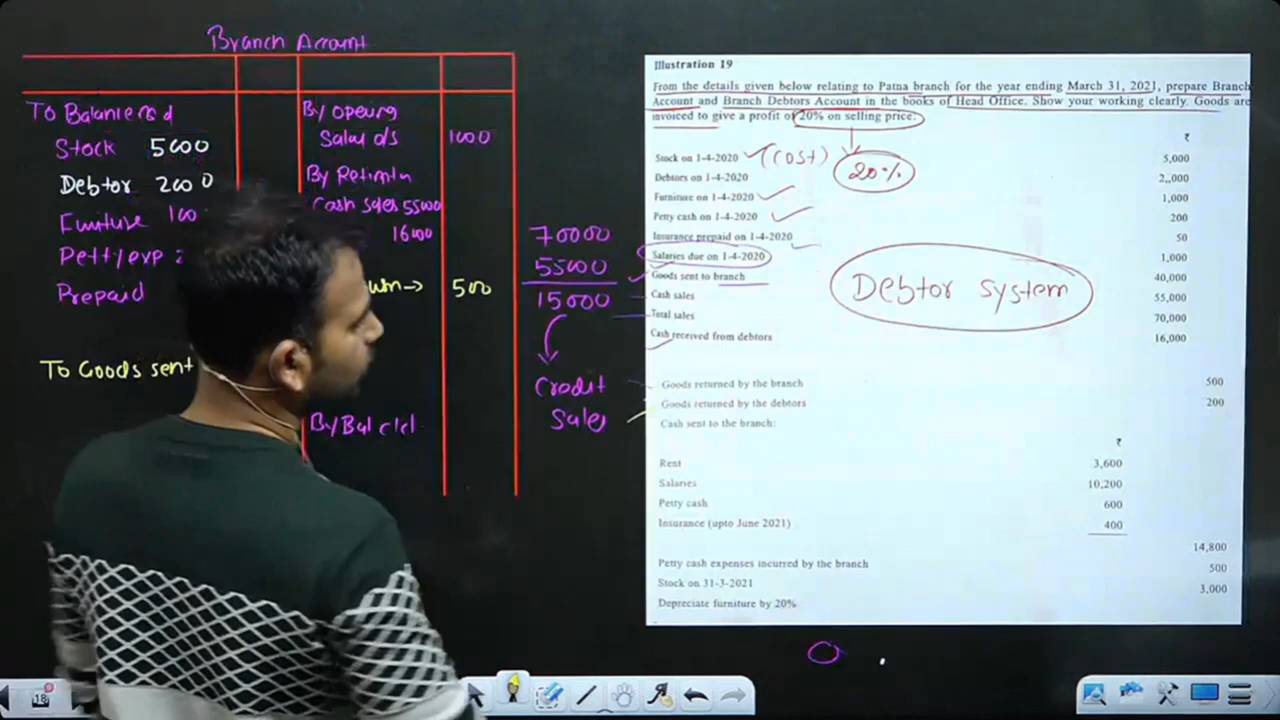 Branch Account
To Balance b d
Stock 5000
Debtor 2000
Furniture 100
Petty exp 2
Prepaid
To Goods sent
By opeing
Salary o/s 1000
By Retimtn
Cash sales 55000
16000
500
By Bal c/d
70000
55000
15000
Credit
Sales
Illustration 19
From the details given below relating to Patna branch for the year ending March 31, 2021, prepare Branch
Account and Branch Debtors Account in the books of Head Office. Show your working clearly. Goods are
invoiced to give a profit of 20% on selling price.
₹
Stock on 1-4-2020 (cost) 5,000
20%
Debtors on 1-4-2020 2,,000
Furniture on 1-4-2020 1,000
Petty cash on 1-4-2020 200
Insurance prepaid on 1-4-2020 50
Salaries due on 1-4-2020 1,000
Goods sent to branch 40,000
Debtor system
Cash sales 55,000
Total sales 70,000
Cash received from debtors 16,000
Goods returned by the branch 500
Goods returned by the debtors 200
Cash sent to the branch:
₹
Rent 3,600
Salaries 10,200
Petty cash 600
Insurance (upto June 2021) 400
14,800
Petty cash expenses incurred by the branch 500
Stock on 31-3-2021 3,000
Depreciate furniture by 20%
18